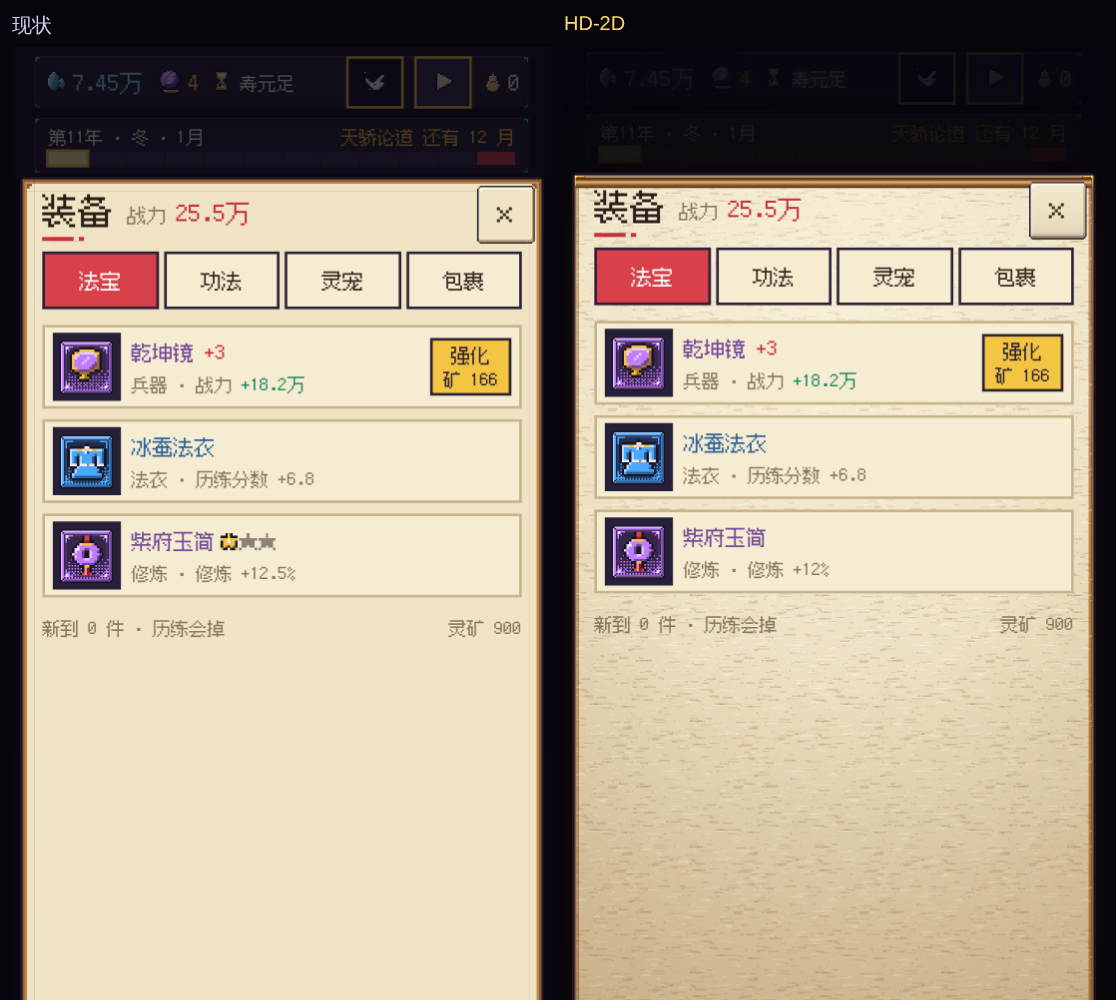 现状
7.45万 4 寿元足 0
第11年 · 冬 · 1月 天骄论道 还有 12 月
装备 战力 25.5万 ×
法宝 功法 灵宠 包裹
乾坤镜 +3
兵器 · 战力 +18.2万
强化
矿 166
冰蚕法衣
法衣 · 历练分数 +6.8
紫府玉简 ★★
修炼 · 修炼 +12.5%
新到 0 件 · 历练会掉 灵矿 900
HD-2D
7.45万 4 寿元足 0
第11年 · 冬 · 1月 天骄论道 还有 12 月
装备 战力 25.5万 ×
法宝 功法 灵宠 包裹
乾坤镜 +3
兵器 · 战力 +18.2万
强化
矿 166
冰蚕法衣
法衣 · 历练分数 +6.8
紫府玉简
修炼 · 修炼 +12%
新到 0 件 · 历练会掉 灵矿 900